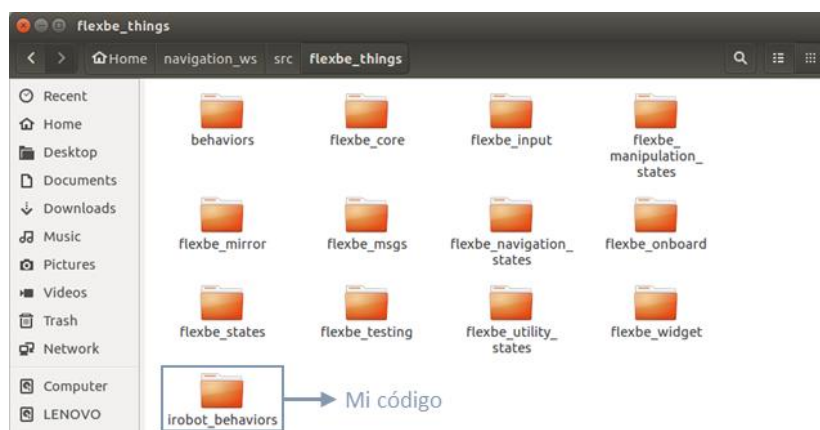 flexbe_things
Home navigation_ws src flexbe_things
Recent
Home
Desktop
Documents
Downloads
Music
Pictures
Videos
Trash
Network
Computer
LENOVO
behaviors
flexbe_core
flexbe_input
flexbe_
manipulation_
states
flexbe_mirror
flexbe_msgs
flexbe_navigation_
states
flexbe_onboard
flexbe_states
flexbe_testing
flexbe_utility_
states
flexbe_widget
irobot_behaviors
Mi código